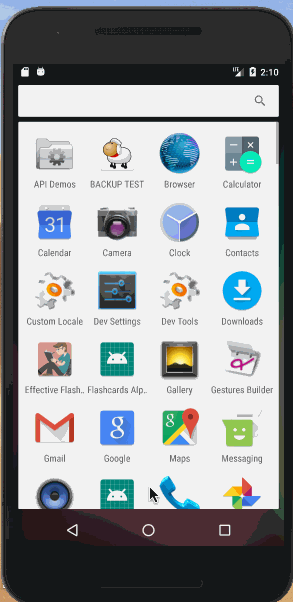 LTE 2:10
API Demos BACKUP TEST Browser Calculator
31
Calendar Camera Clock Contacts
Custom Locale Dev Settings Dev Tools Downloads
Effective Flash.. Flashcards Alp.. Gallery Gestures Builder
g
Gmail Google Maps Messaging